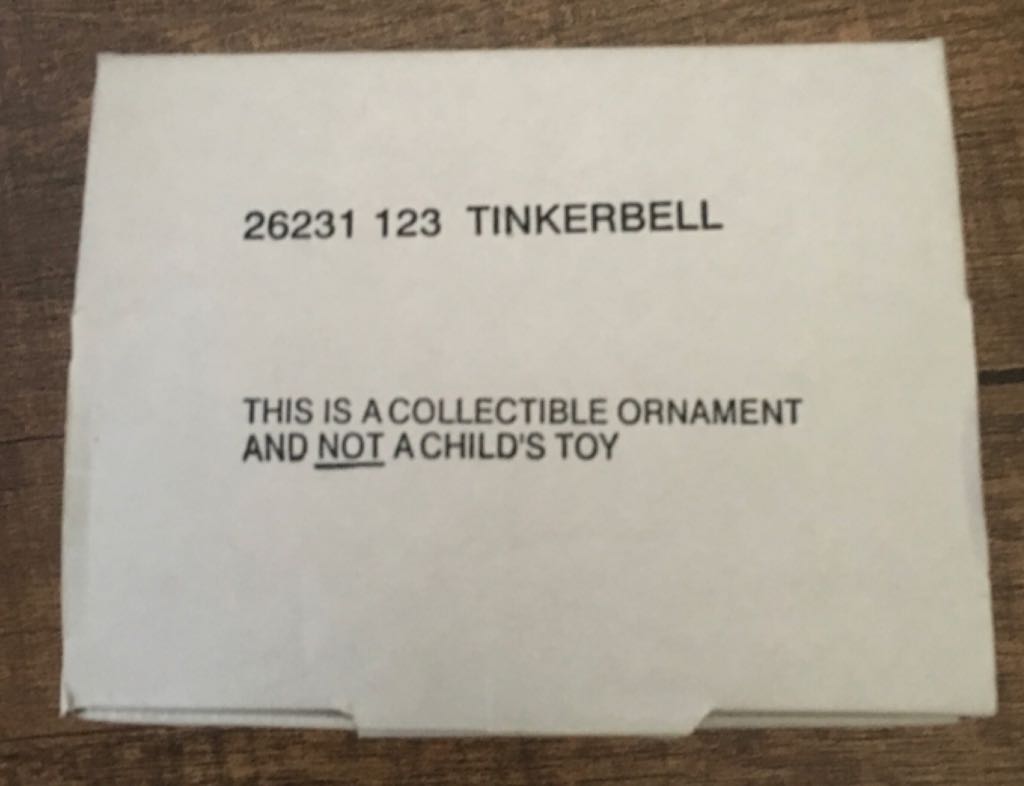 26231 123 TINKERBELL
THIS IS A COLLECTIBLE ORNAMENT
AND NOT A CHILD'S TOY